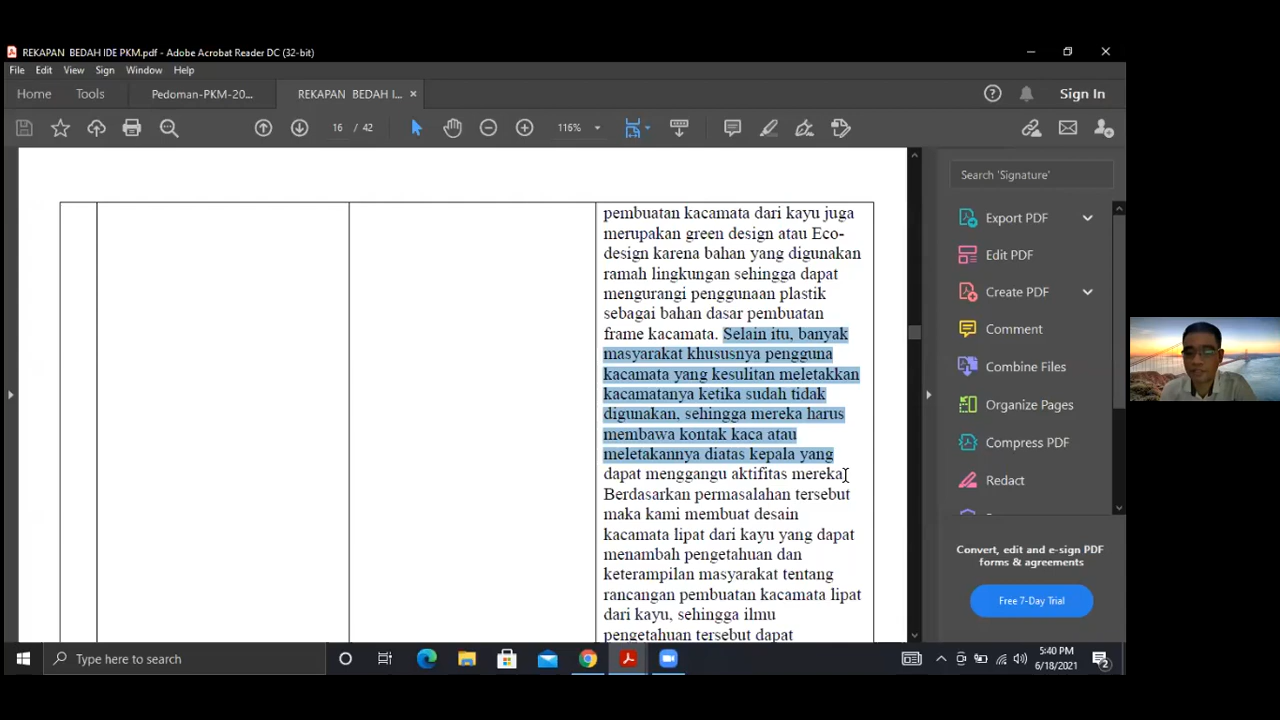 REKAPAN BEDAH IDE PKM.pdf - Adobe Acrobat Reader DC (32-bit)
File Edit View Sign Window Help
Home Tools Pedoman-PKM-20... REKAPAN BEDAH I... × Sign In
16 / 42 116%
Search 'Signature'
pembuatan kacamata dari kayu juga
merupakan green design atau Eco-
design karena bahan yang digunakan
ramah lingkungan sehingga dapat
mengurangi penggunaan plastik
sebagai bahan dasar pembuatan
frame kacamata. Selain itu, banyak
masyarakat khususnya pengguna
kacamata yang kesulitan meletakkan
kacamatanya ketika sudah tidak
digunakan, sehingga mereka harus
membawa kontak kaca atau
meletakannya diatas kepala yang
dapat menggangu aktifitas mereka.
Berdasarkan permasalahan tersebut
maka kami membuat desain
kacamata lipat dari kayu yang dapat
menambah pengetahuan dan
keterampilan masyarakat tentang
rancangan pembuatan kacamata lipat
dari kayu, sehingga ilmu
pengetahuan tersebut dapat
Export PDF
Edit PDF
Create PDF
Comment
Combine Files
Organize Pages
Compress PDF
Redact
Convert, edit and e-sign PDF
forms & agreements
Free 7-Day Trial
Type here to search
5:40 PM
6/18/2021
2